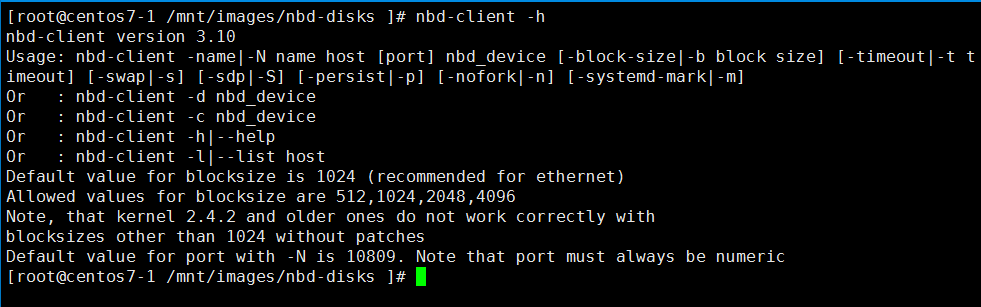 [root@centos7-1 /mnt/images/nbd-disks ]# nbd-client -h
nbd-client version 3.10
Usage: nbd-client -name|-N name host [port] nbd_device [-block-size|-b block size] [-timeout|-t t
imeout] [-swap|-s] [-sdp|-S] [-persist|-p] [-nofork|-n] [-systemd-mark|-m]
Or   : nbd-client -d nbd_device
Or   : nbd-client -c nbd_device
Or   : nbd-client -h|--help
Or   : nbd-client -l|--list host
Default value for blocksize is 1024 (recommended for ethernet)
Allowed values for blocksize are 512,1024,2048,4096
Note, that kernel 2.4.2 and older ones do not work correctly with
blocksizes other than 1024 without patches
Default value for port with -N is 10809. Note that port must always be numeric
[root@centos7-1 /mnt/images/nbd-disks ]#